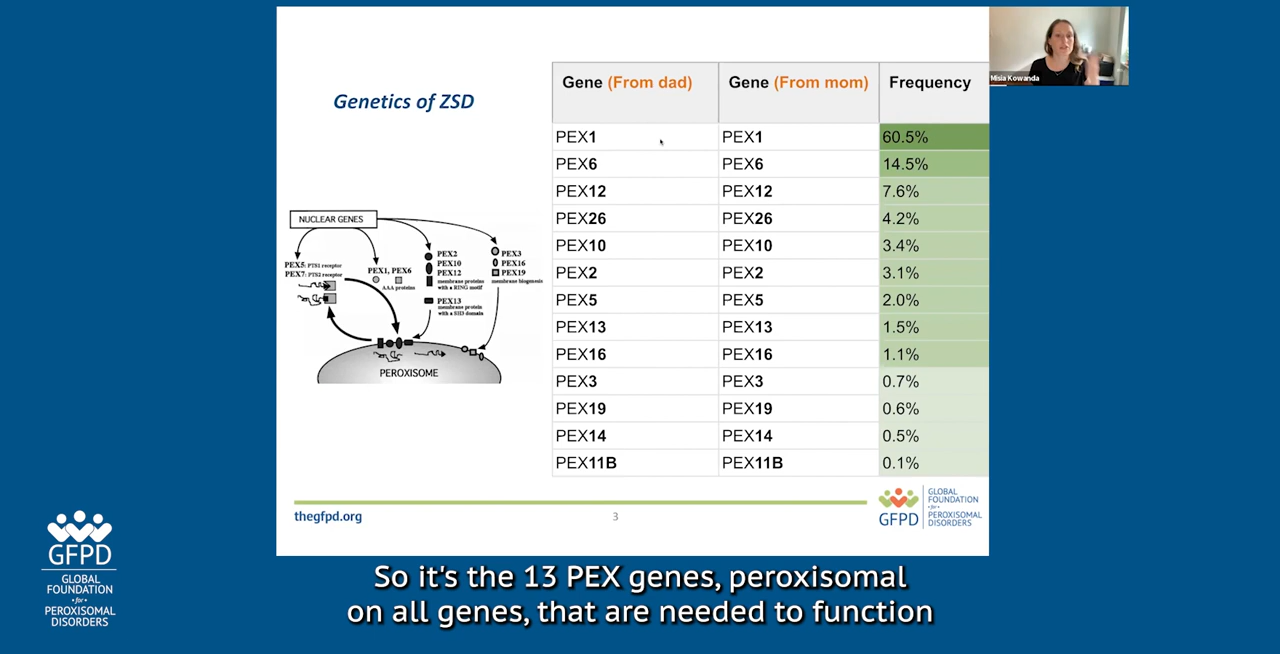 Genetics of ZSD
Gene (From dad) Gene (From mom) Frequency
PEX1 PEX1 60.5%
PEX6 PEX6 14.5%
PEX12 PEX12 7.6%
PEX26 PEX26 4.2%
PEX10 PEX10 3.4%
PEX2 PEX2 3.1%
PEX5 PEX5 2.0%
PEX13 PEX13 1.5%
PEX16 PEX16 1.1%
PEX3 PEX3 0.7%
PEX19 PEX19 0.6%
PEX14 PEX14 0.5%
PEX11B PEX11B 0.1%
NUCLEAR GENES
PEX5: PTS1 receptor
PEX7: PTS2 receptor
PEX1, PEX6
AAA proteins
PEX2
PEX10
PEX12
membrane proteins
with a RING motif
PEX13
membrane protein
with a SH3 domain
PEX3
PEX16
PEX19
membrane biogenesis
PEROXISOME
Misia Kowanda
thegfpd.org
3
GFPD
GLOBAL
FOUNDATION
for
PEROXISOMAL
DISORDERS
GFPD
GLOBAL
FOUNDATION
for
PEROXISOMAL
DISORDERS
So it's the 13 PEX genes, peroxisomal
on all genes, that are needed to function